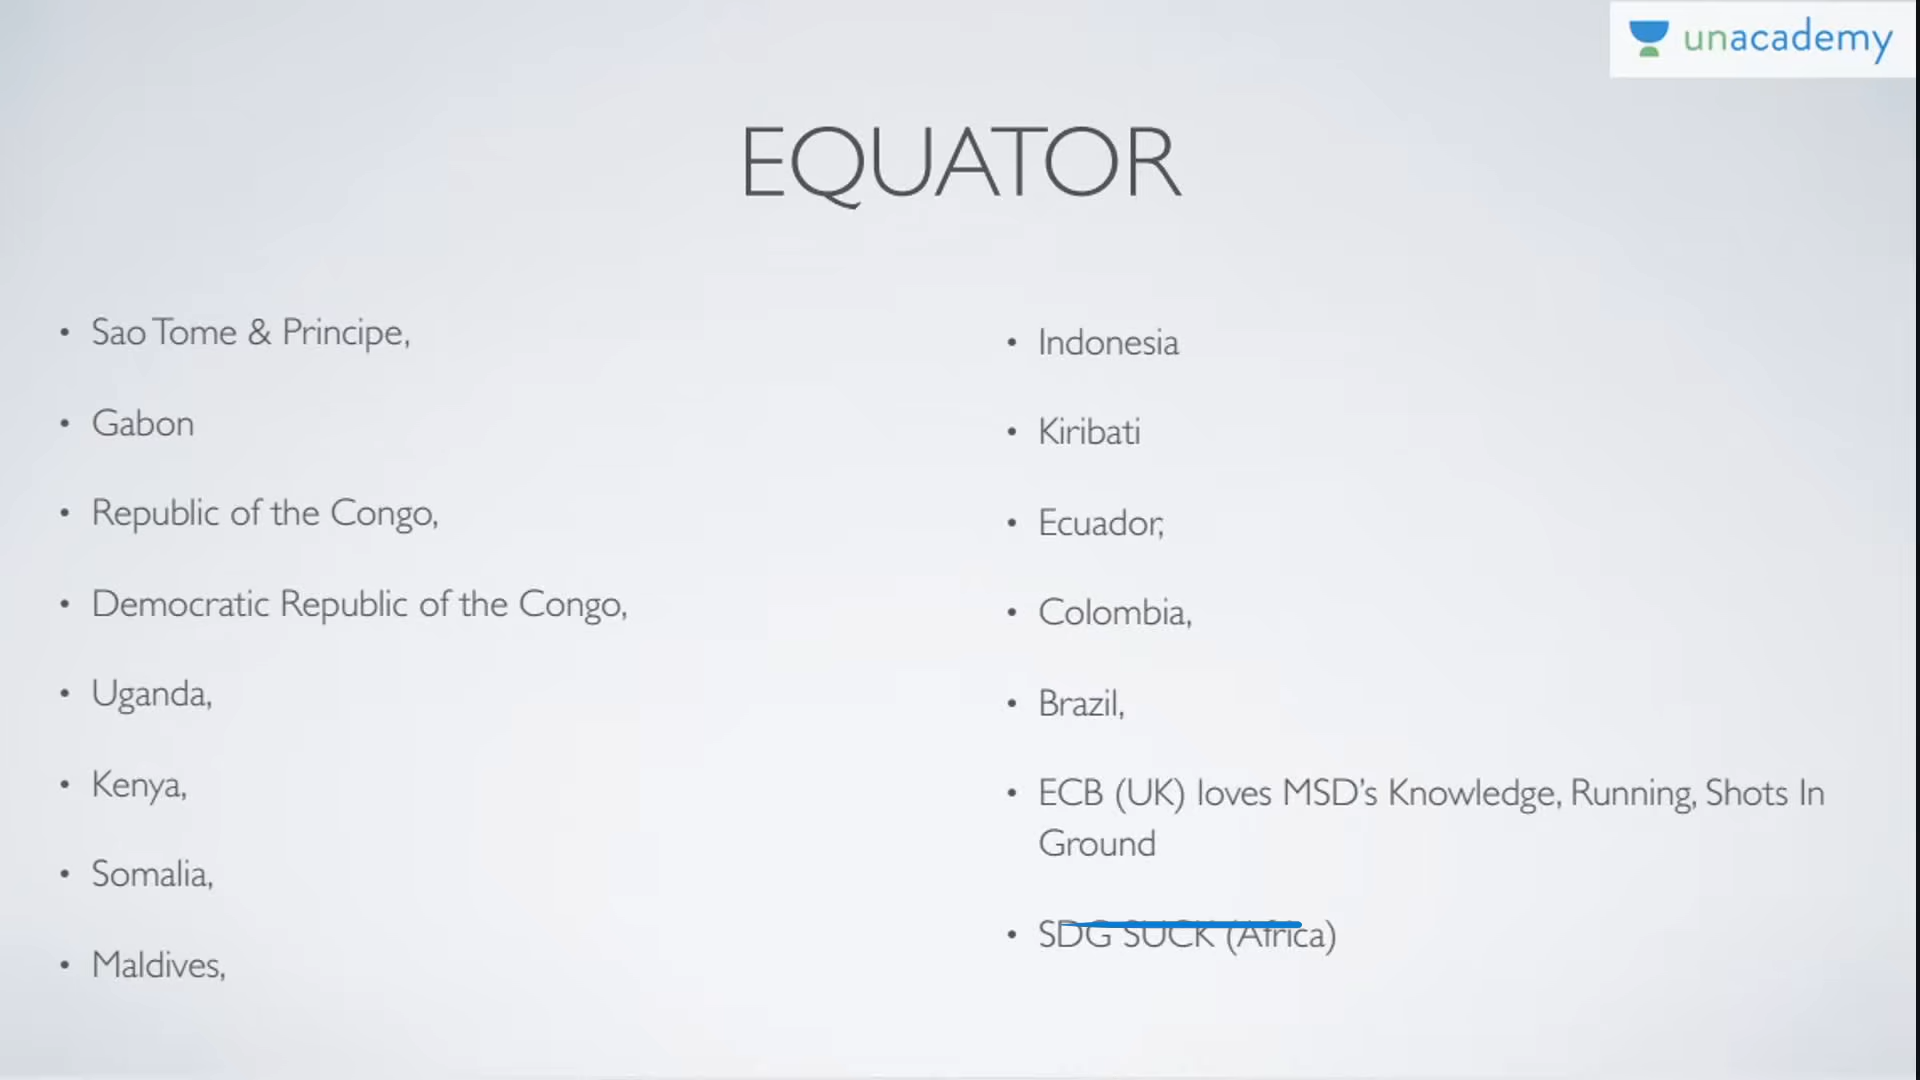 unacademy
EQUATOR
• Sao Tome & Principe,
• Gabon
• Republic of the Congo,
• Democratic Republic of the Congo,
• Uganda,
• Kenya,
• Somalia,
• Maldives,
• Indonesia
• Kiribati
• Ecuador,
• Colombia,
• Brazil,
• ECB (UK) loves MSD’s Knowledge, Running, Shots In
Ground
• SDG SUCK (Africa)